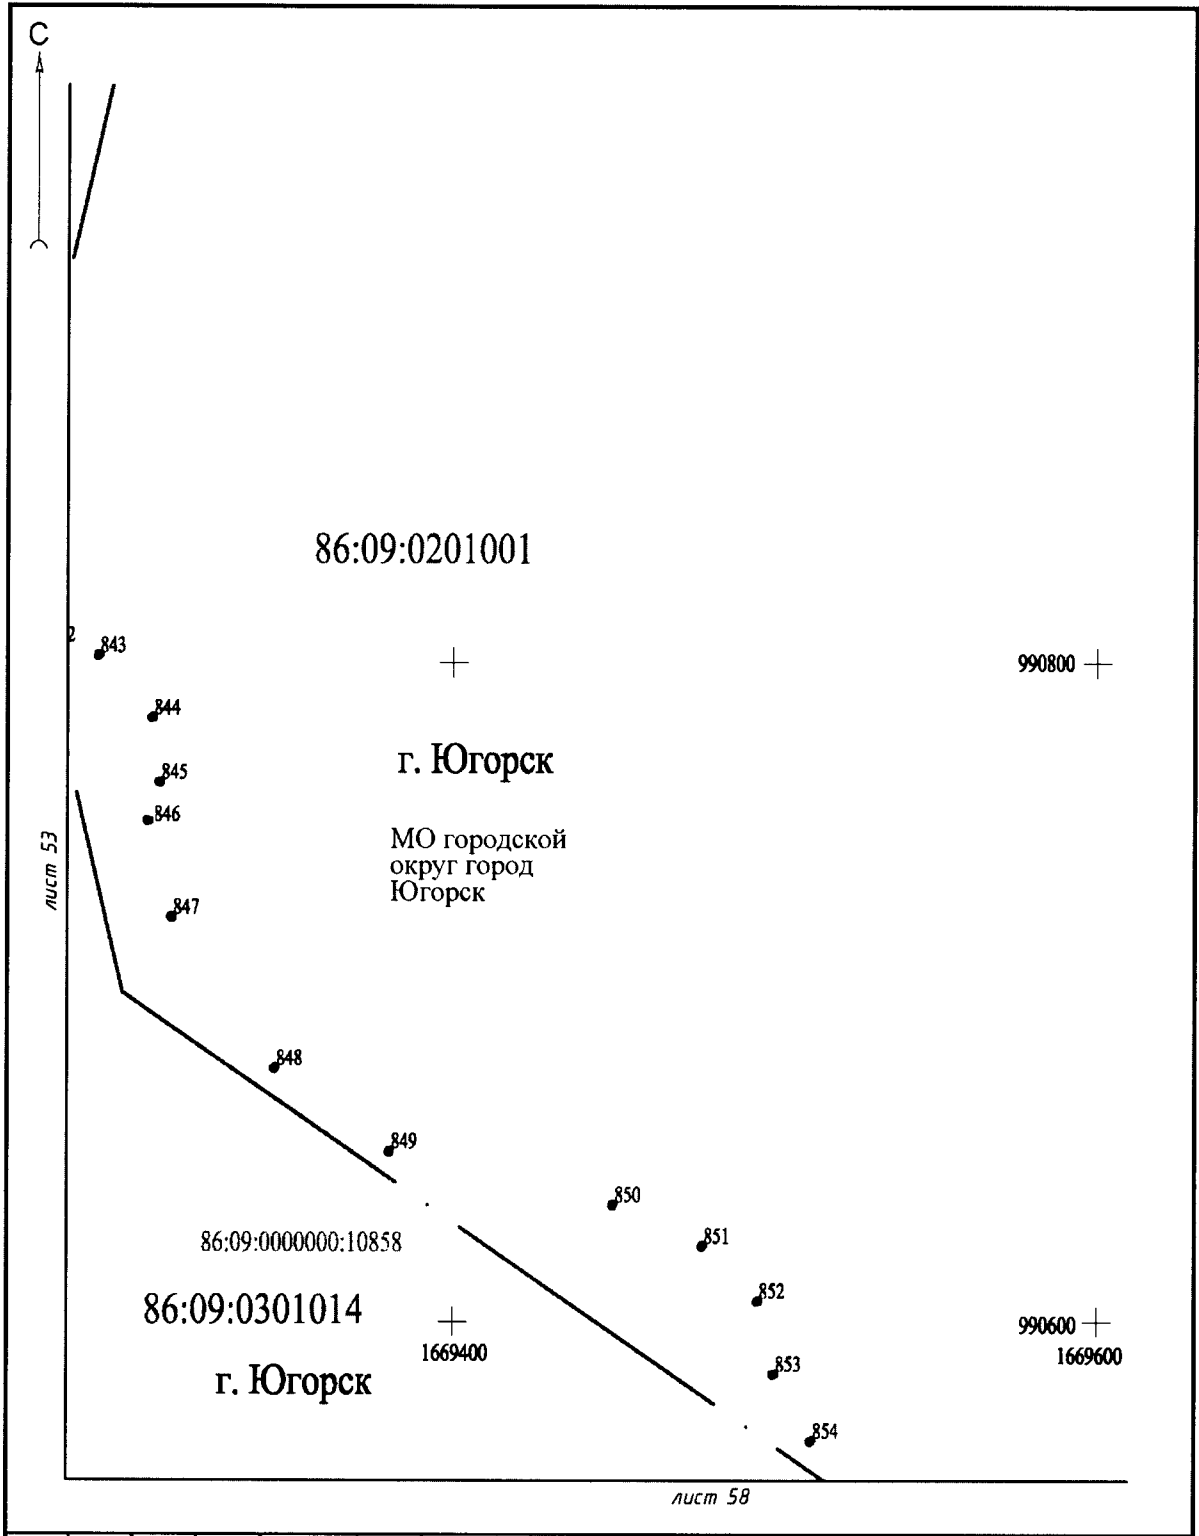 С
86:09:0201001
2
843
990800
844
г. Югорск
845
846
МО городской
округ город
Югорск
лист 53
847
848
849
850
851
86:09:0000000:10858
852
86:09:0301014
990600
1669400
1669600
853
г. Югорск
854
лист 58